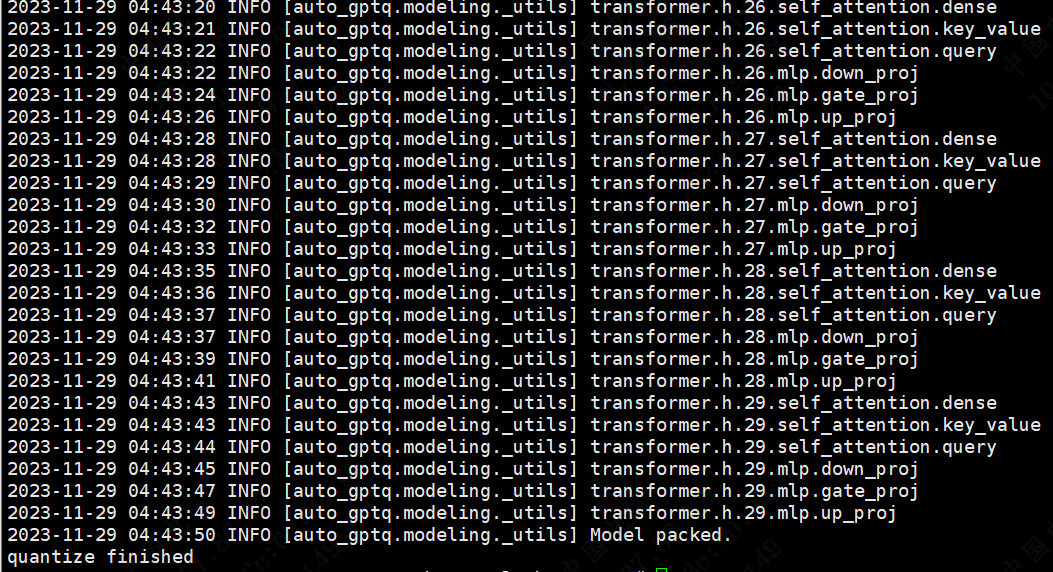 2023-11-29 04:43:20 INFO [auto_gptq.modeling._utils] transformer.h.26.self_attention.dense
2023-11-29 04:43:21 INFO [auto_gptq.modeling._utils] transformer.h.26.self_attention.key_value
2023-11-29 04:43:22 INFO [auto_gptq.modeling._utils] transformer.h.26.self_attention.query
2023-11-29 04:43:22 INFO [auto_gptq.modeling._utils] transformer.h.26.mlp.down_proj
2023-11-29 04:43:24 INFO [auto_gptq.modeling._utils] transformer.h.26.mlp.gate_proj
2023-11-29 04:43:26 INFO [auto_gptq.modeling._utils] transformer.h.26.mlp.up_proj
2023-11-29 04:43:28 INFO [auto_gptq.modeling._utils] transformer.h.27.self_attention.dense
2023-11-29 04:43:28 INFO [auto_gptq.modeling._utils] transformer.h.27.self_attention.key_value
2023-11-29 04:43:29 INFO [auto_gptq.modeling._utils] transformer.h.27.self_attention.query
2023-11-29 04:43:30 INFO [auto_gptq.modeling._utils] transformer.h.27.mlp.down_proj
2023-11-29 04:43:32 INFO [auto_gptq.modeling._utils] transformer.h.27.mlp.gate_proj
2023-11-29 04:43:33 INFO [auto_gptq.modeling._utils] transformer.h.27.mlp.up_proj
2023-11-29 04:43:35 INFO [auto_gptq.modeling._utils] transformer.h.28.self_attention.dense
2023-11-29 04:43:36 INFO [auto_gptq.modeling._utils] transformer.h.28.self_attention.key_value
2023-11-29 04:43:37 INFO [auto_gptq.modeling._utils] transformer.h.28.self_attention.query
2023-11-29 04:43:37 INFO [auto_gptq.modeling._utils] transformer.h.28.mlp.down_proj
2023-11-29 04:43:39 INFO [auto_gptq.modeling._utils] transformer.h.28.mlp.gate_proj
2023-11-29 04:43:41 INFO [auto_gptq.modeling._utils] transformer.h.28.mlp.up_proj
2023-11-29 04:43:43 INFO [auto_gptq.modeling._utils] transformer.h.29.self_attention.dense
2023-11-29 04:43:43 INFO [auto_gptq.modeling._utils] transformer.h.29.self_attention.key_value
2023-11-29 04:43:44 INFO [auto_gptq.modeling._utils] transformer.h.29.self_attention.query
2023-11-29 04:43:45 INFO [auto_gptq.modeling._utils] transformer.h.29.mlp.down_proj
2023-11-29 04:43:47 INFO [auto_gptq.modeling._utils] transformer.h.29.mlp.gate_proj
2023-11-29 04:43:49 INFO [auto_gptq.modeling._utils] transformer.h.29.mlp.up_proj
2023-11-29 04:43:50 INFO [auto_gptq.modeling._utils] Model packed.
quantize finished